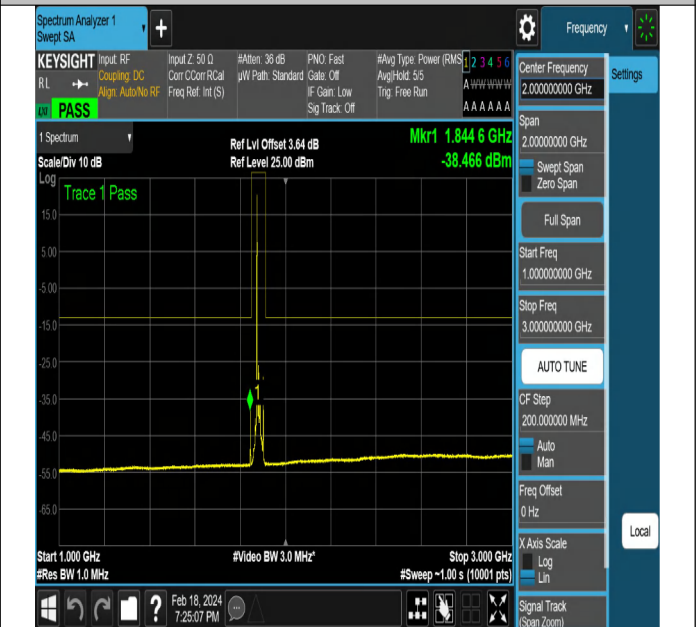 Spectrum Analyzer 1
Swept SA
+
Frequency
KEYSIGHT
RL
LXI
PASS
Input: RF
Coupling: DC
Align: Auto/No RF
Input Z: 50 Ω
Corr CCorr RCal
Freq Ref: Int (S)
#Atten: 36 dB
µW Path: Standard
PNO: Fast
Gate: Off
IF Gain: Low
Sig Track: Off
#Avg Type: Power (RMS
Avg|Hold: 5/5
Trig: Free Run
1 2 3 4 5 6
A W W W W W
A A A A A A
Center Frequency
2.000000000 GHz
Settings
Span
2.00000000 GHz
Swept Span
Zero Span
Full Span
Start Freq
1.000000000 GHz
Stop Freq
3.000000000 GHz
AUTO TUNE
CF Step
200.000000 MHz
Auto
Man
Freq Offset
0 Hz
X Axis Scale
Log
Lin
Signal Track
(Span Zoom)
Local
1 Spectrum
Scale/Div 10 dB
Ref Lvl Offset 3.64 dB
Ref Level 25.00 dBm
Mkr1 1.844 6 GHz
-38.466 dBm
Log
Trace 1 Pass
15.0
5.00
-5.00
-15.0
-25.0
-35.0
-45.0
-55.0
-65.0
Start 1.000 GHz
#Video BW 3.0 MHz*
Stop 3.000 GHz
#Res BW 1.0 MHz
#Sweep ~1.00 s (10001 pts)
?
Feb 18, 2024
7:25:07 PM